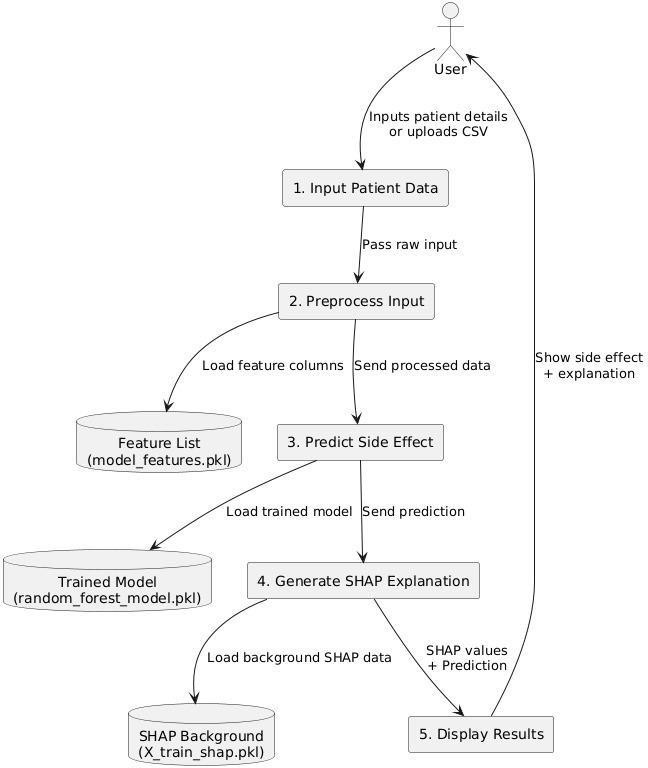 User
Inputs patient details
or uploads CSV
1. Input Patient Data
Pass raw input
2. Preprocess Input
Load feature columns
Send processed data
Show side effect
+ explanation
Feature List
(model_features.pkl)
3. Predict Side Effect
Load trained model
Send prediction
Trained Model
(random_forest_model.pkl)
4. Generate SHAP Explanation
Load background SHAP data
SHAP values
+ Prediction
SHAP Background
(X_train_shap.pkl)
5. Display Results